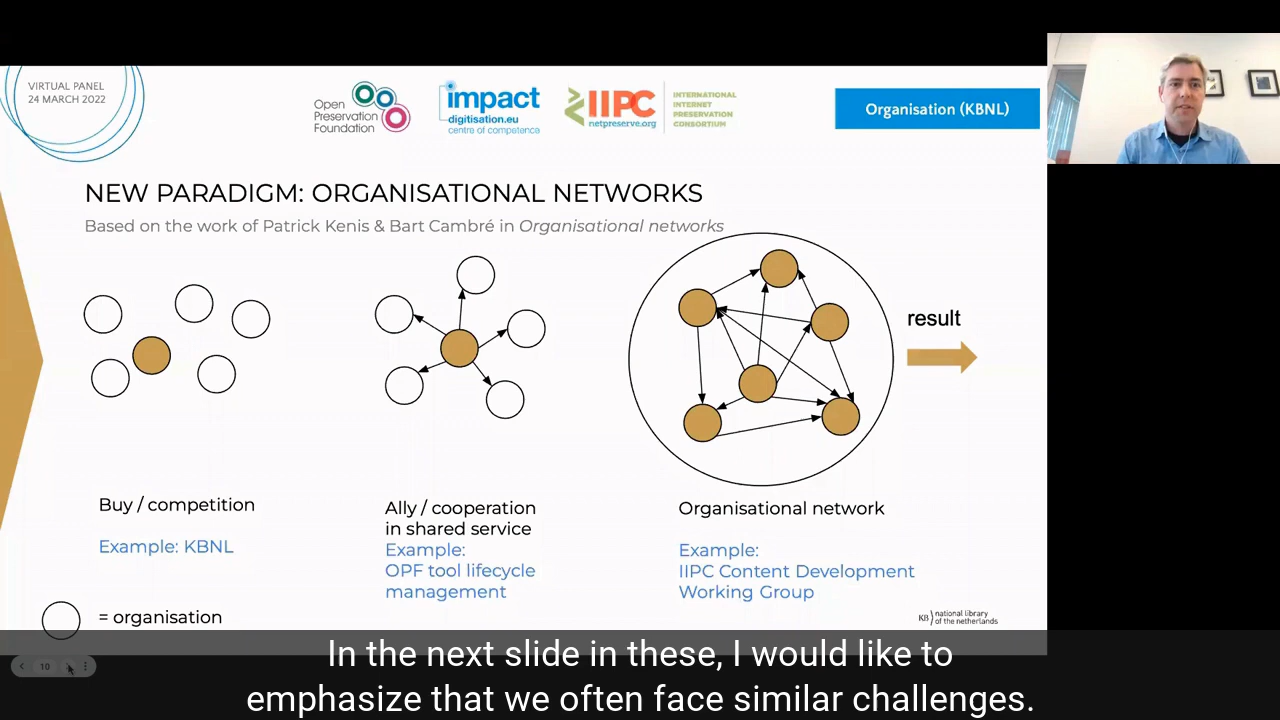 VIRTUAL PANEL
24 MARCH 2022
Open
Preservation
Foundation
impact
digitisation.eu
centre of competence
IIPC
netpreserve.org
INTERNATIONAL
INTERNET
PRESERVATION
CONSORTIUM
Organisation (KBNL)
NEW PARADIGM: ORGANISATIONAL NETWORKS
Based on the work of Patrick Kenis & Bart Cambré in Organisational networks
result
Buy / competition
Example: KBNL
Ally / cooperation
in shared service
Example:
OPF tool lifecycle
management
Organisational network
Example:
IIPC Content Development
Working Group
= organisation
KB national library
of the netherlands
10
In the next slide in these, I would like to
emphasize that we often face similar challenges.